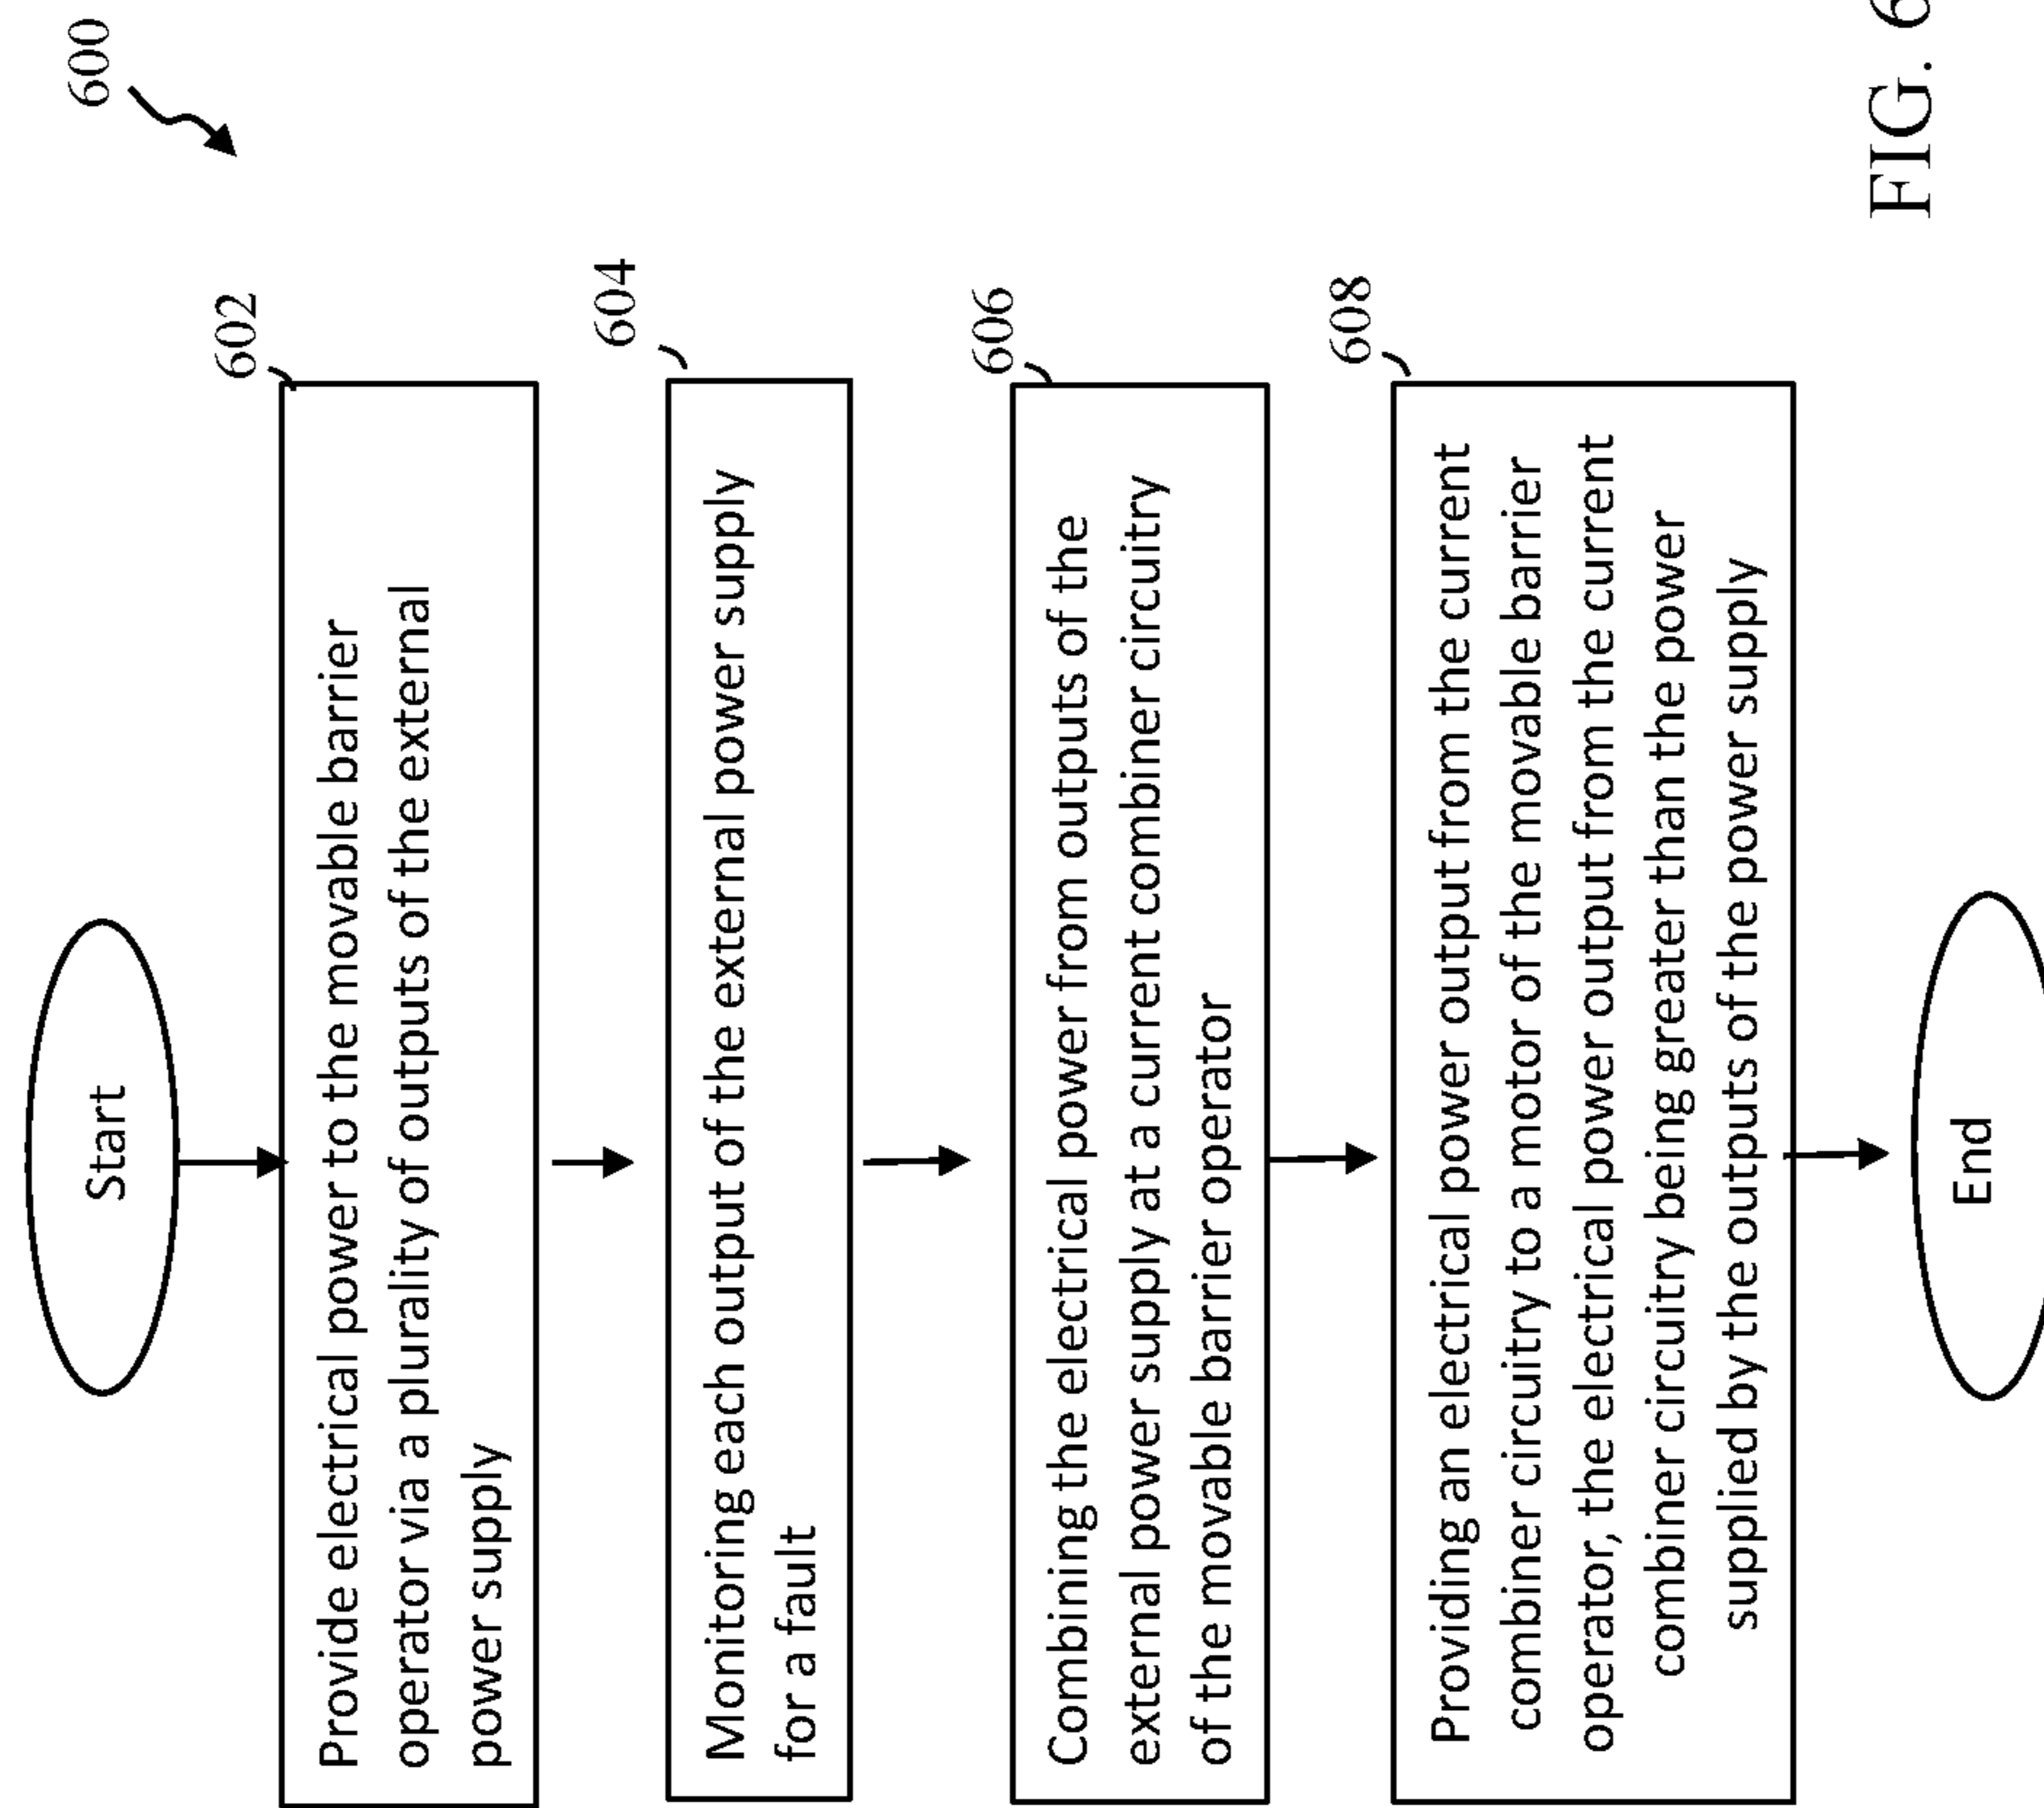 600
Start
602
Provide electrical power to the movable barrier
operator via a plurality of outputs of the external
power supply
604
Monitoring each output of the external power supply
for a fault
606
Combining the electrical power from outputs of the
external power supply at a current combiner circuitry
of the movable barrier operator
608
Providing an electrical power output from the current
combiner circuitry to a motor of the movable barrier
operator, the electrical power output from the current
combiner circuitry being greater than the power
supplied by the outputs of the power supply
End
FIG. 6